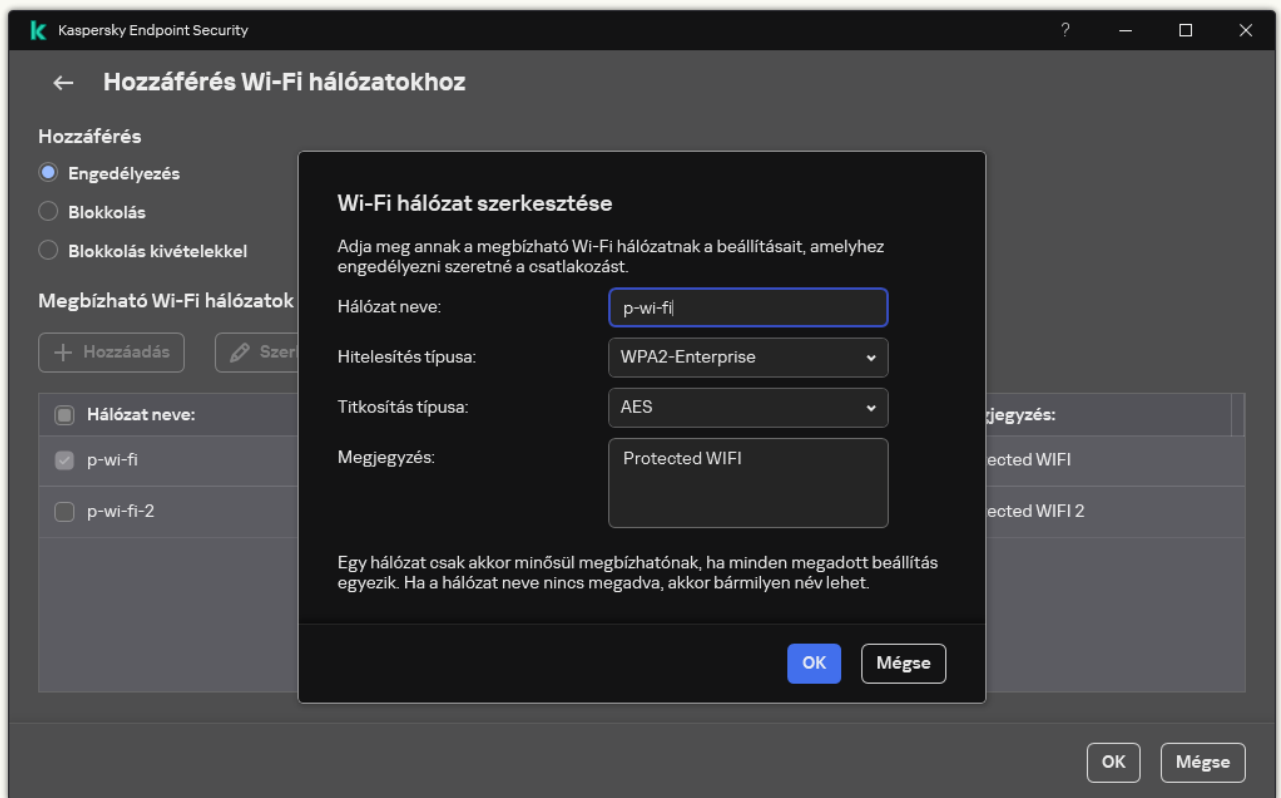 Kaspersky Endpoint Security
?
Hozzáférés Wi-Fi hálózatokhoz
Hozzáférés
Engedélyezés
Blokkolás
Blokkolás kivételekkel
Megbízható Wi-Fi hálózatok
Hozzáadás
Hálózat neve:
p-wi-fi
p-wi-fi-2
Wi-Fi hálózat szerkesztése
Adja meg annak a megbízható Wi-Fi hálózatnak a beállításait, amelyhez
engedélyezni szeretné a csatlakozást.
Hálózat neve: p-wi-fi
Hitelesítés típusa: WPA2-Enterprise
Titkosítás típusa: AES
Megjegyzés: Protected WIFI
Egy hálózat csak akkor minősül megbízhatónak, ha minden megadott beállítás
egyezik. Ha a hálózat neve nincs megadva, akkor bármilyen név lehet.
OK Mégse
WIFI
WIFI 2
OK Mégse